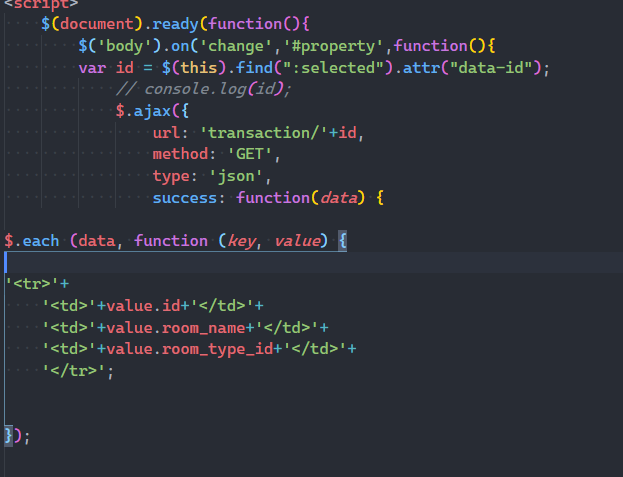 <script>
$(document).ready(function(){
$('body').on('change','#property',function(){
var id = $(this).find(":selected").attr("data-id");
// console.log(id);
$.ajax({
url: 'transaction/'+id,
method: 'GET',
type: 'json',
success: function(data) {
$.each (data, function (key, value) {
'<tr>'+
'<td>'+value.id+'</td>'+
'<td>'+value.room_name+'</td>'+
'<td>'+value.room_type_id+'</td>'+
'</tr>';
});